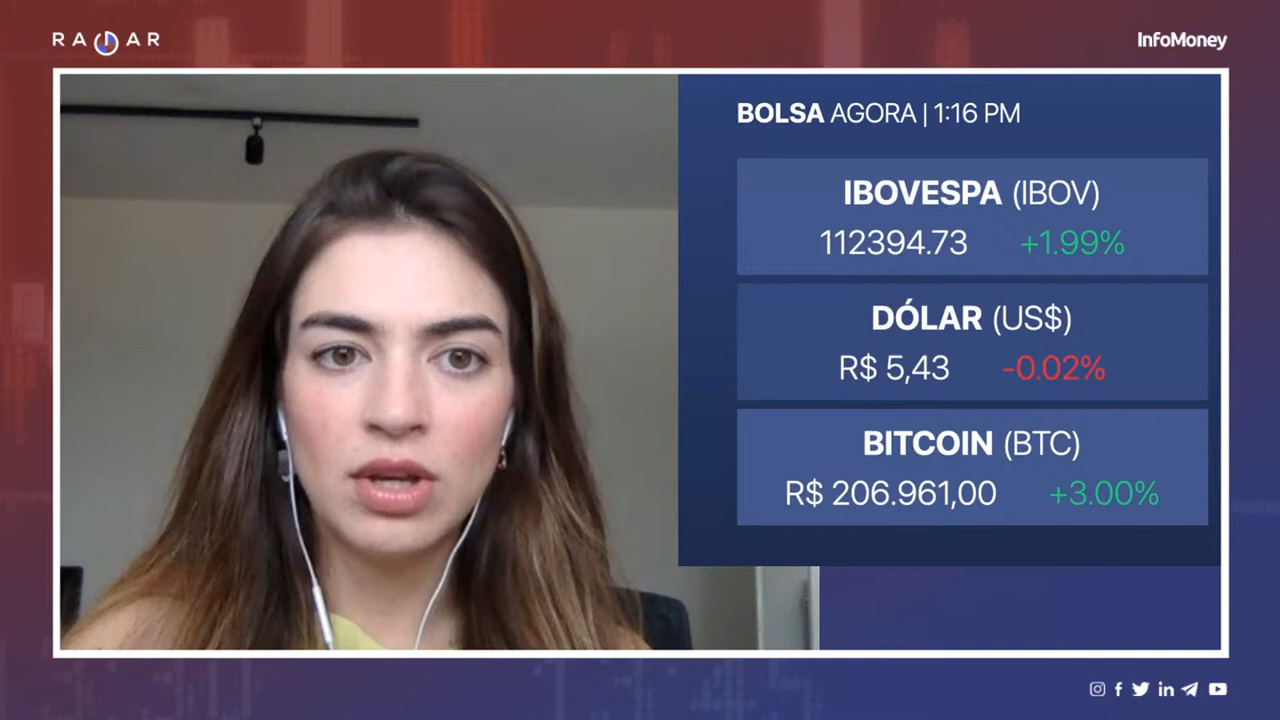 RADAR
InfoMoney
BOLSA AGORA | 1:16 PM
IBOVESPA (IBOV)
112394.73 +1.99%
DÓLAR (US$)
R$ 5,43 -0.02%
BITCOIN (BTC)
R$ 206.961,00 +3.00%